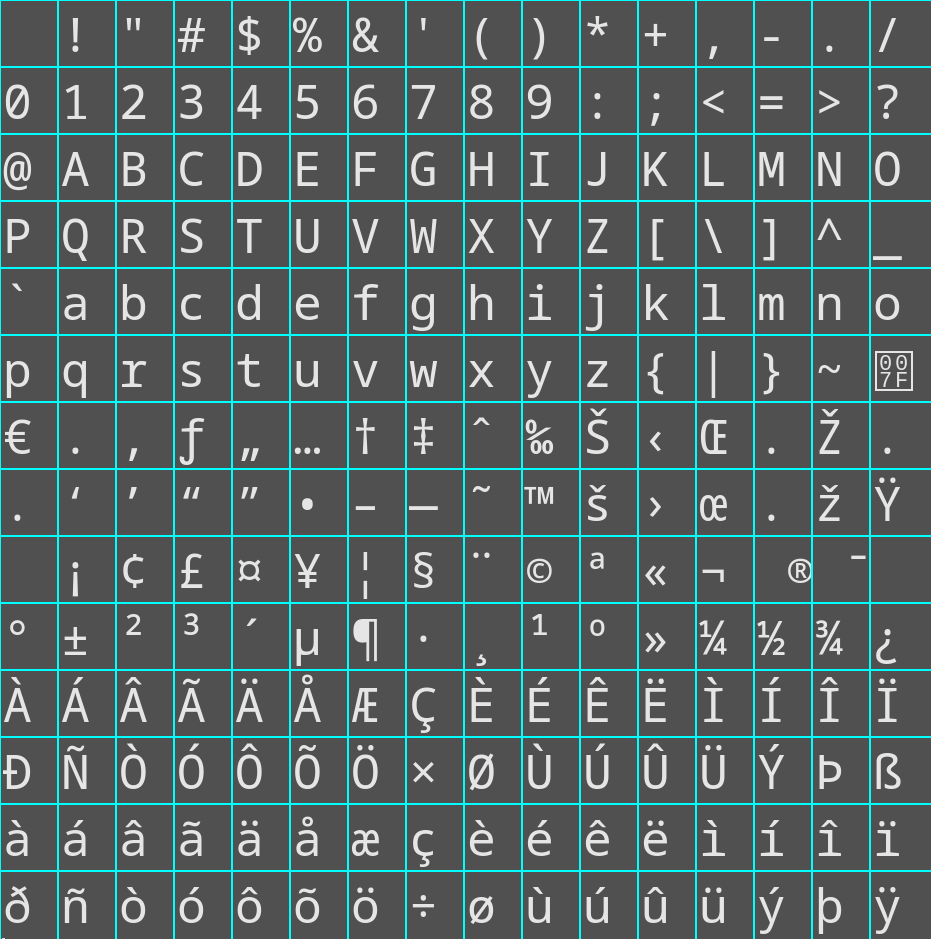 ! " # $ % & ' ( ) * + , - . /
0 1 2 3 4 5 6 7 8 9 : ; < = > ?
@ A B C D E F G H I J K L M N O
P Q R S T U V W X Y Z [ \ ] ^ _
` a b c d e f g h i j k l m n o
p q r s t u v w x y z { | } ~ 007F
€ . , ƒ „ … † ‡ ˆ ‰ Š ‹ Œ . Ž .
. ‘ ’ “ ” • – — ˜ ™ š › œ . ž Ÿ
¡ ¢ £ ¤ ¥ ¦ § ¨ © ª « ¬ ® ¯
° ± ² ³ ´ µ ¶ · ¸ ¹ º » ¼ ½ ¾ ¿
À Á Â Ã Ä Å Æ Ç È É Ê Ë Ì Í Î Ï
Ð Ñ Ò Ó Ô Õ Ö × Ø Ù Ú Û Ü Ý Þ ß
à á â ã ä å æ ç è é ê ë ì í î ï
ð ñ ò ó ô õ ö ÷ ø ù ú û ü ý þ ÿ